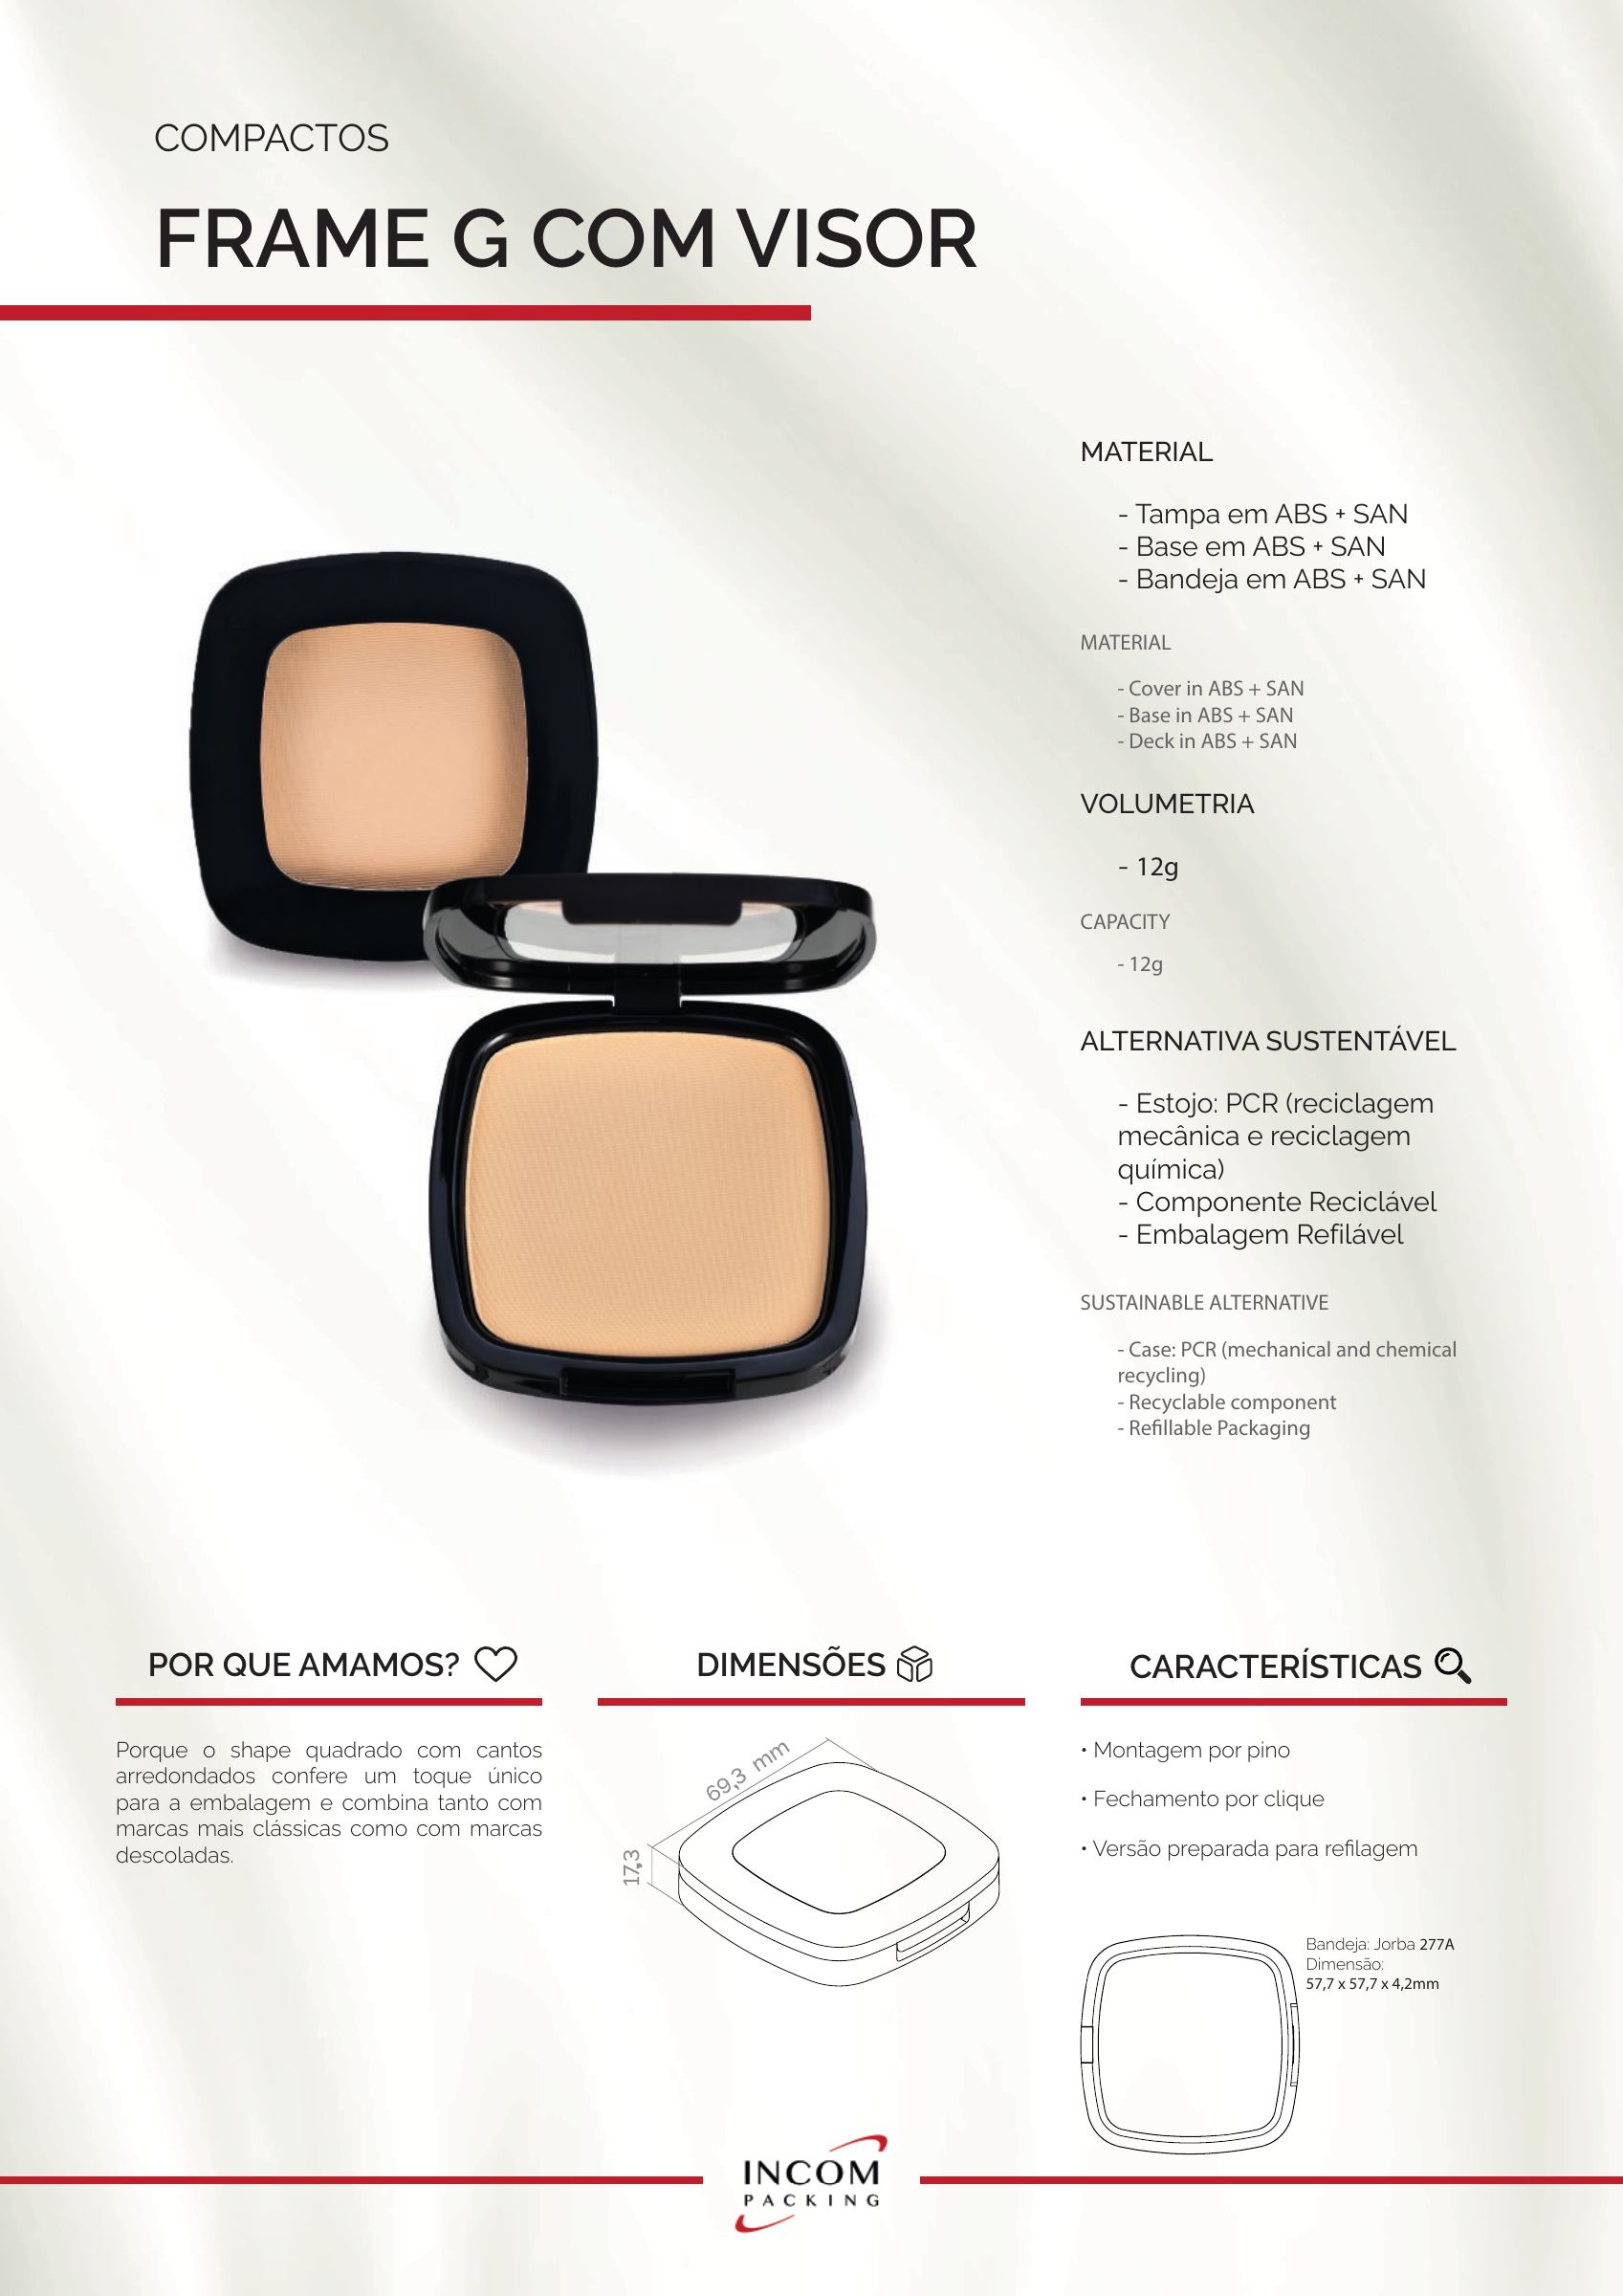 COMPACTOS
FRAME G COM VISOR
MATERIAL
- Tampa em ABS + SAN
- Base em ABS + SAN
- Bandeja em ABS + SAN
MATERIAL
- Cover in ABS + SAN
- Base in ABS + SAN
- Deck in ABS + SAN
VOLUMETRIA
- 12g
CAPACITY
- 12g
ALTERNATIVA SUSTENTÁVEL
- Estojo: PCR (reciclagem
mecânica e reciclagem
química)
- Componente Reciclável
- Embalagem Refilável
SUSTAINABLE ALTERNATIVE
- Case: PCR (mechanical and chemical
recycling)
- Recyclable component
- Refillable Packaging
POR QUE AMAMOS?
Porque o shape quadrado com cantos
arredondados confere um toque único
para a embalagem e combina tanto com
marcas mais clássicas como com marcas
descoladas.
DIMENSÕES
69,3 mm
17,3
CARACTERÍSTICAS
• Montagem por pino
• Fechamento por clique
• Versão preparada para refilagem
Bandeja: Jorba 277A
Dimensão:
57,7 x 57,7 x 4,2mm
INCOM
PACKING